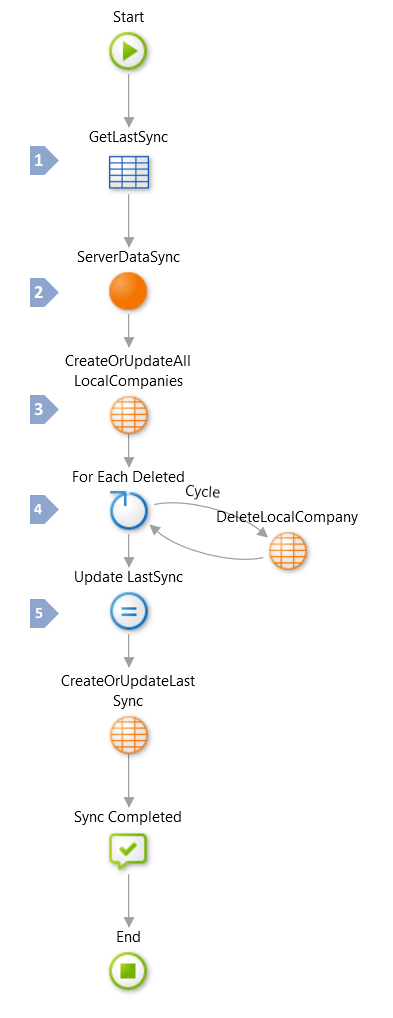 Start
GetLastSync
1
ServerDataSync
2
CreateOrUpdateAll
LocalCompanies
3
For Each Deleted
Cycle
4
DeleteLocalCompany
Update LastSync
5
CreateOrUpdateLast
Sync
Sync Completed
End